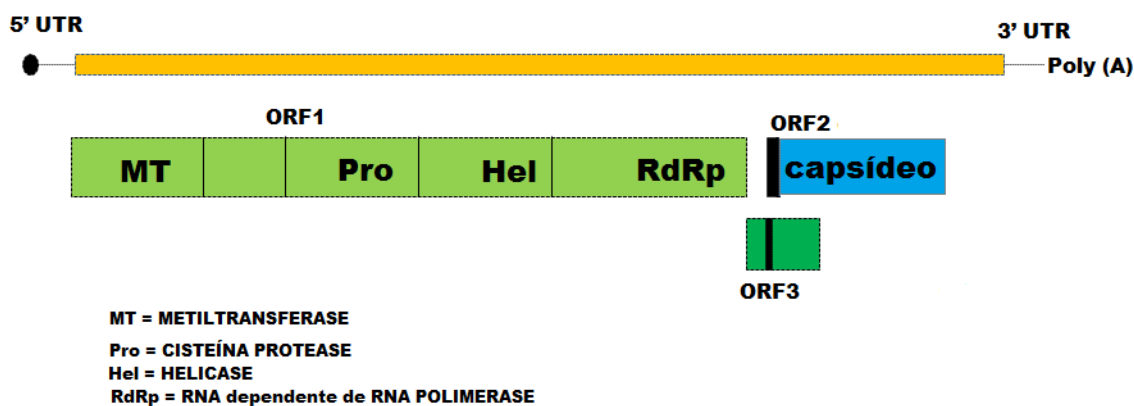 5' UTR
3' UTR
Poly (A)
ORF1
ORF2
MT
Pro
Hel
RdRp
capsídeo
ORF3
MT = METILTRANSFERASE
Pro = CISTEÍNA PROTEASE
Hel = HELICASE
RdRp = RNA dependente de RNA POLIMERASE